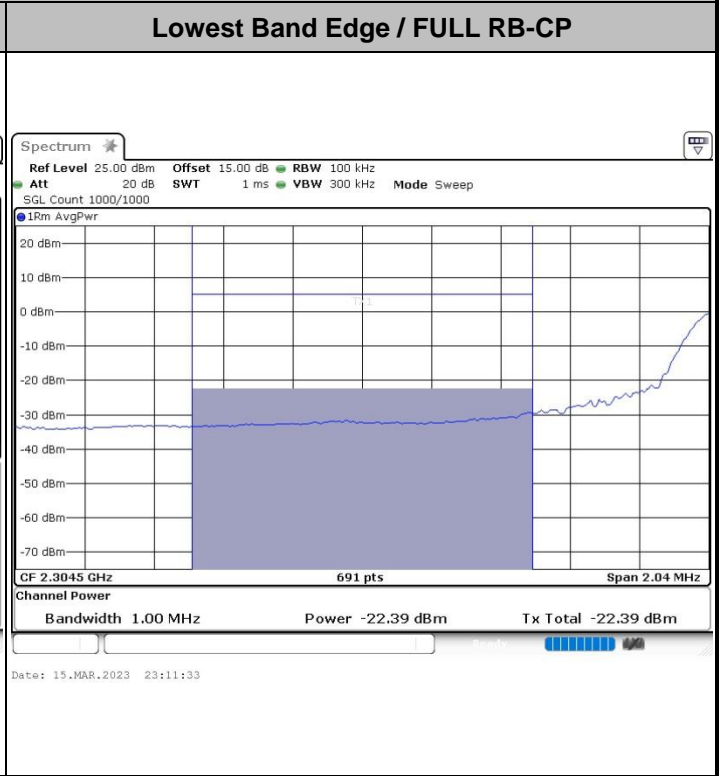 Lowest Band Edge / FULL RB-CP
Spectrum
Ref Level 25.00 dBm Offset 15.00 dB RBW 100 kHz
Att 20 dB SWT 1 ms VBW 300 kHz Mode Sweep
SGL Count 1000/1000
1Rm AvgPwr
20 dBm
10 dBm
TX1
0 dBm
-10 dBm
-20 dBm
-30 dBm
-40 dBm
-50 dBm
-60 dBm
-70 dBm
CF 2.3045 GHz 691 pts Span 2.04 MHz
Channel Power
Bandwidth 1.00 MHz Power -22.39 dBm Tx Total -22.39 dBm
Ready
Date: 15.MAR.2023 23:11:33